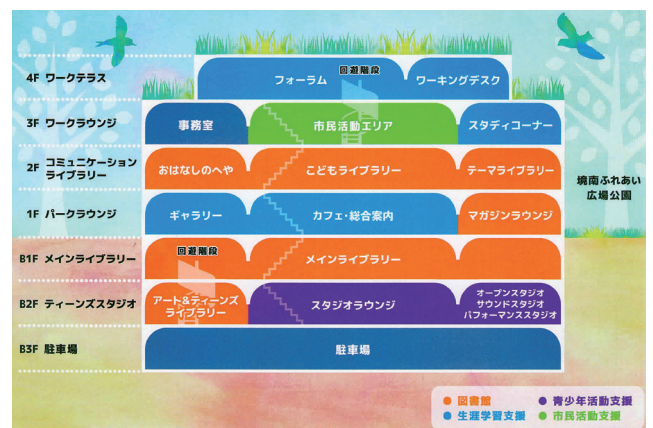 4F ワークテラス
フォーラム
回遊階段
ワーキングデスク
3F ワークラウンジ
事務室
市民活動エリア
スタディコーナー
2F コミュニケーション
ライブラリー
おはなしのへや
こどもライブラリー
テーマライブラリー
境南ふれあい
広場公園
1F パークラウンジ
ギャラリー
カフェ・総合案内
マガジンラウンジ
B1F メインライブラリー
回遊階段
メインライブラリー
B2F ティーンズスタジオ
アート&ティーンズ
ライブラリー
スタジオラウンジ
オープンスタジオ
サウンドスタジオ
パフォーマンススタジオ
B3F 駐車場
駐車場
図書館
青少年活動支援
生涯学習支援
市民活動支援